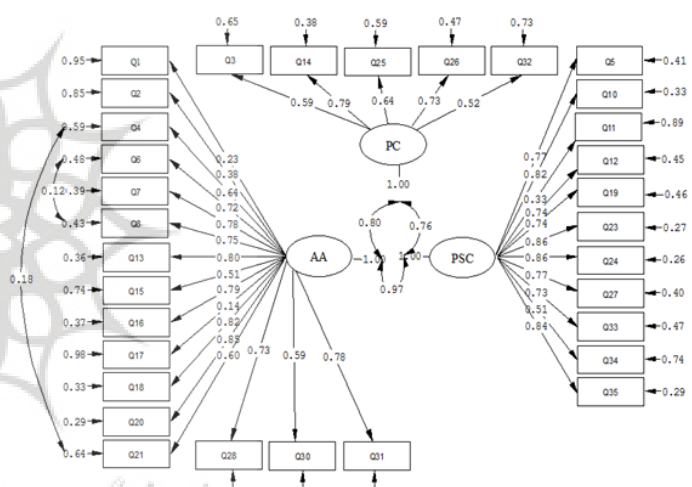 0.65 0.38 0.59 0.47 0.73
Q3 Q14 Q25 Q26 Q32
0.95 Q1
0.85 Q2
0.59 Q4
0.48 Q6
0.12 0.39 Q7
0.43 Q8
0.36 Q13
0.74 Q15
0.37 Q16
0.98 Q17
0.33 Q18
0.29 Q20
0.64 Q21
0.18
0.59 0.79 0.64 0.73 0.52
PC
1.00
0.23
0.38
0.64
0.72
0.78
0.75
0.80
0.51
0.79
0.14
0.82
0.85
0.60
AA
1.00
0.80 0.76
0.97
1.00
PSC
0.77
0.82
0.33
0.74
0.74
0.86
0.86
0.77
0.73
0.51
0.84
Q5 0.41
Q10 0.33
Q11 0.89
Q12 0.45
Q19 0.46
Q23 0.27
Q24 0.26
Q27 0.40
Q33 0.47
Q34 0.74
Q35 0.29
0.73 0.59 0.78
Q28 Q30 Q31